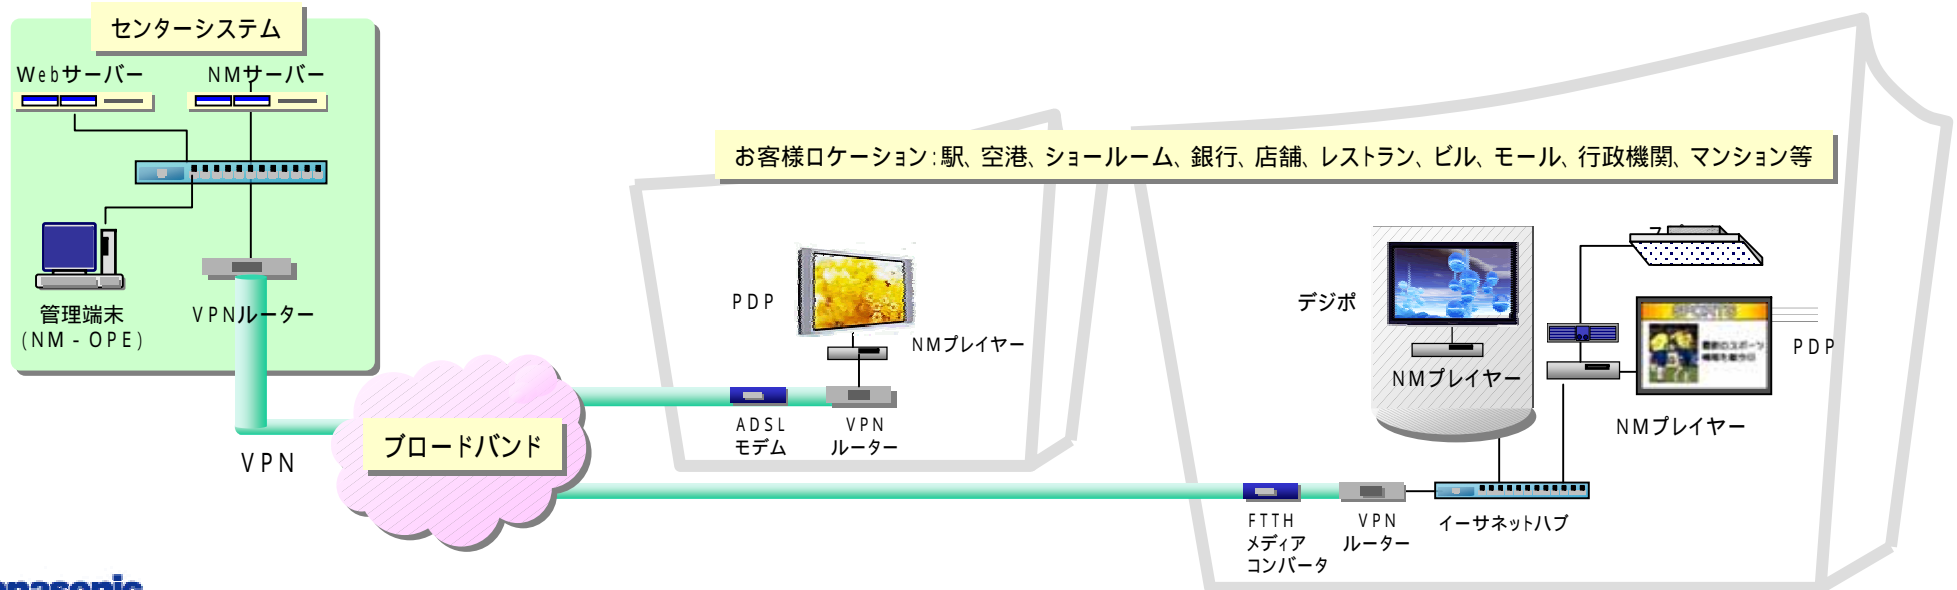 センターシステム
Webサーバー
NMサーバー
管理端末
(NM-OPE)
VPNルーター
VPN
ブロードバンド
お客様ロケーション:駅、空港、ショールーム、銀行、店舗、レストラン、ビル、モール、行政機関、マンション等
PDP
NMプレイヤー
ADSL
モデム
VPN
ルーター
デジポ
NMプレイヤー
SPORTS
PDP
NMプレイヤー
FTTH
メディア
コンバータ
VPN
ルーター
イーサネットハブ